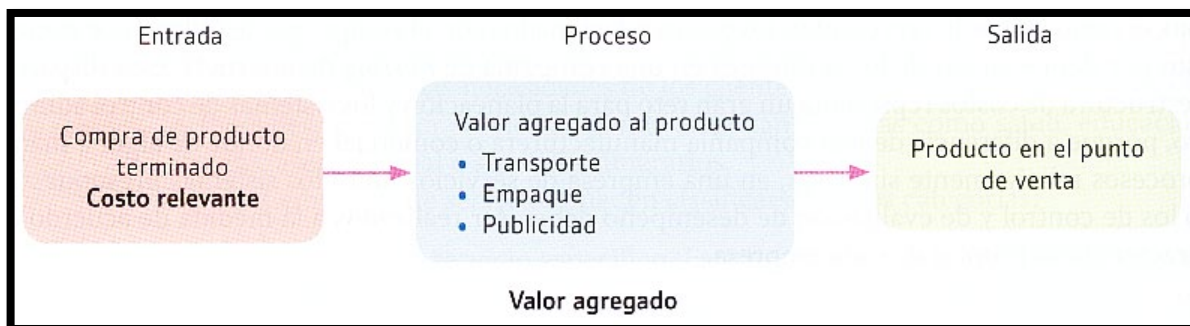 Entrada
Proceso
Salida
Compra de producto
terminado
Costo relevante
Valor agregado al producto
• Transporte
• Empaque
• Publicidad
Producto en el punto
de venta
Valor agregado